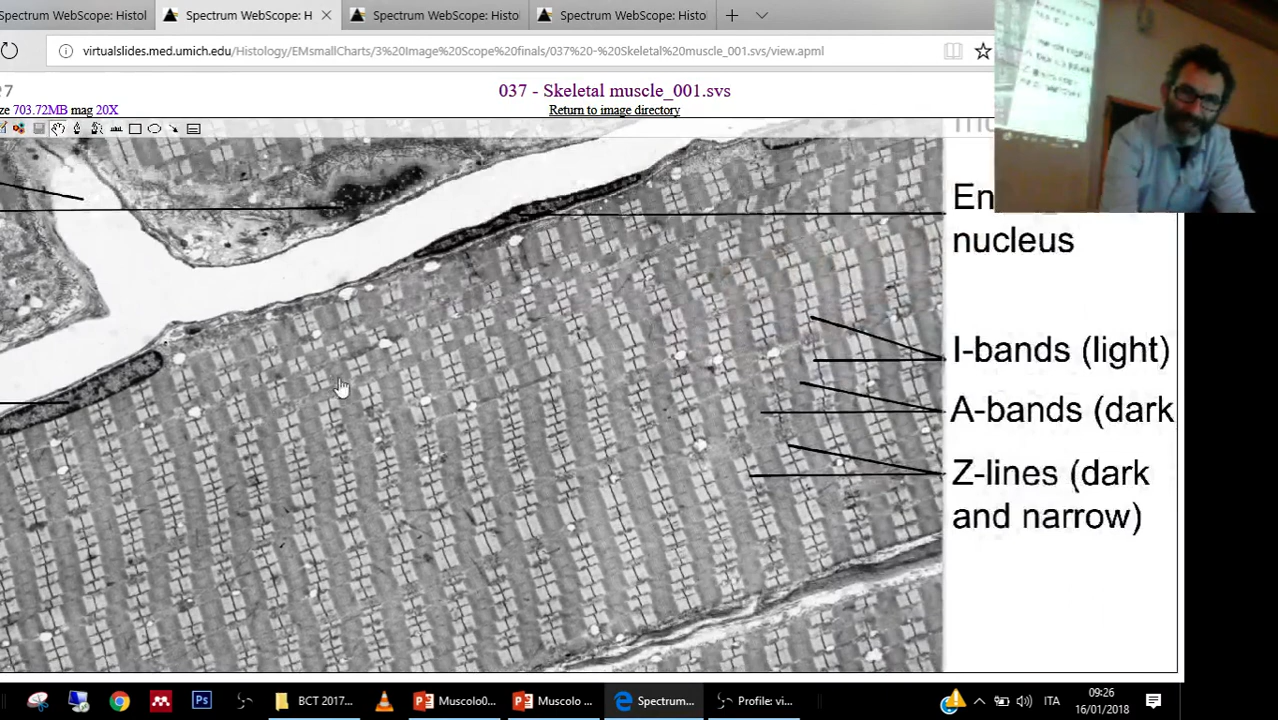 Spectrum WebScope: Histol
Spectrum WebScope: H
Spectrum WebScope: Histo
Spectrum WebScope: Histo
virtualslides.med.umich.edu/Histology/EMsmallCharts/3%20Image%20Scope%20finals/037%20-%20Skeletal%20muscle_001.svs/view.apml
037 - Skeletal muscle_001.svs
ze 703.72MB mag 20X
Return to image directory
nucleus
I-bands (light)
A-bands (dark
Z-lines (dark
and narrow)
BCT 2017...
Muscolo0...
Muscolo ...
Spectrum...
Profile: vi...
ITA
09:26
16/01/2018